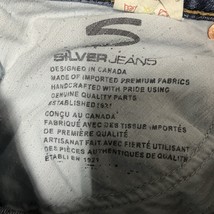 S
SILVER JEANS
DESIGNED IN CANADA
MADE OF IMPORTED PREMIUM FABRICS
HANDCRAFTED WITH PRIDE USING
GENUINE QUALITY PARTS
ESTABLISHED 1921
CONÇU AU CANADA
FABRIQUÉ AVEC DES TISSUS IMPORTÉS
DE PREMIÈRE QUALITÉ
ARTISANAT FAIT AVEC FIERTÉ UTILISANT
DES PIÈCES AUTHENTIQUES DE QUALITÉ
ÉTABLI EN 1921